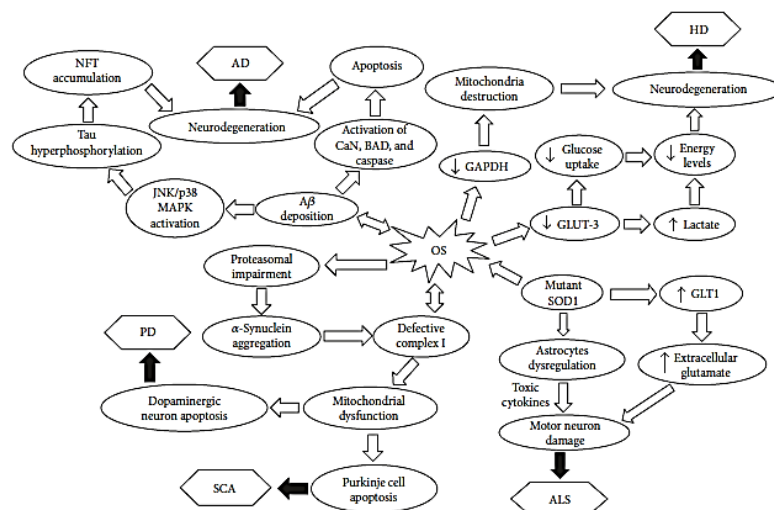 NFT
accumulation
AD
Apoptosis
HD
Mitochondria
destruction
Neurodegeneration
Neurodegeneration
Tau
hyperphosphorylation
Activation of
CaN, BAD, and
caspase
↓ GAPDH
↓ Glucose
uptake
↓ Energy
levels
JNK/p38
MAPK
activation
Aβ
deposition
↓ GLUT-3
↑ Lactate
OS
Proteasomal
impairment
Mutant
SOD1
↑ GLT1
PD
α-Synuclein
aggregation
Defective
complex I
Astrocytes
dysregulation
↑ Extracellular
glutamate
Toxic
cytokines
Dopaminergic
neuron apoptosis
Mitochondrial
dysfunction
Motor neuron
damage
SCA
Purkinje cell
apoptosis
ALS